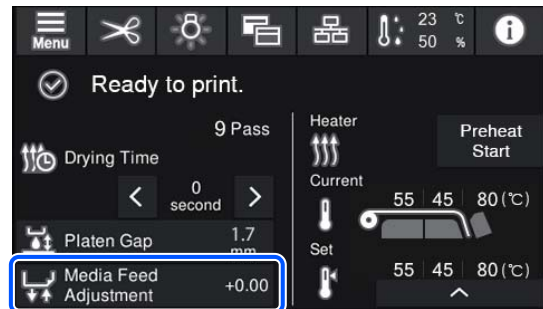 Menu
23 ℃
50 %
i
Ready to print.
9 Pass
Drying Time
0
second
Platen Gap
1.7
mm
Media Feed
Adjustment
+0.00
Heater
Preheat
Start
Current
55 45 80 (℃)
Set
55 45 80 (℃)